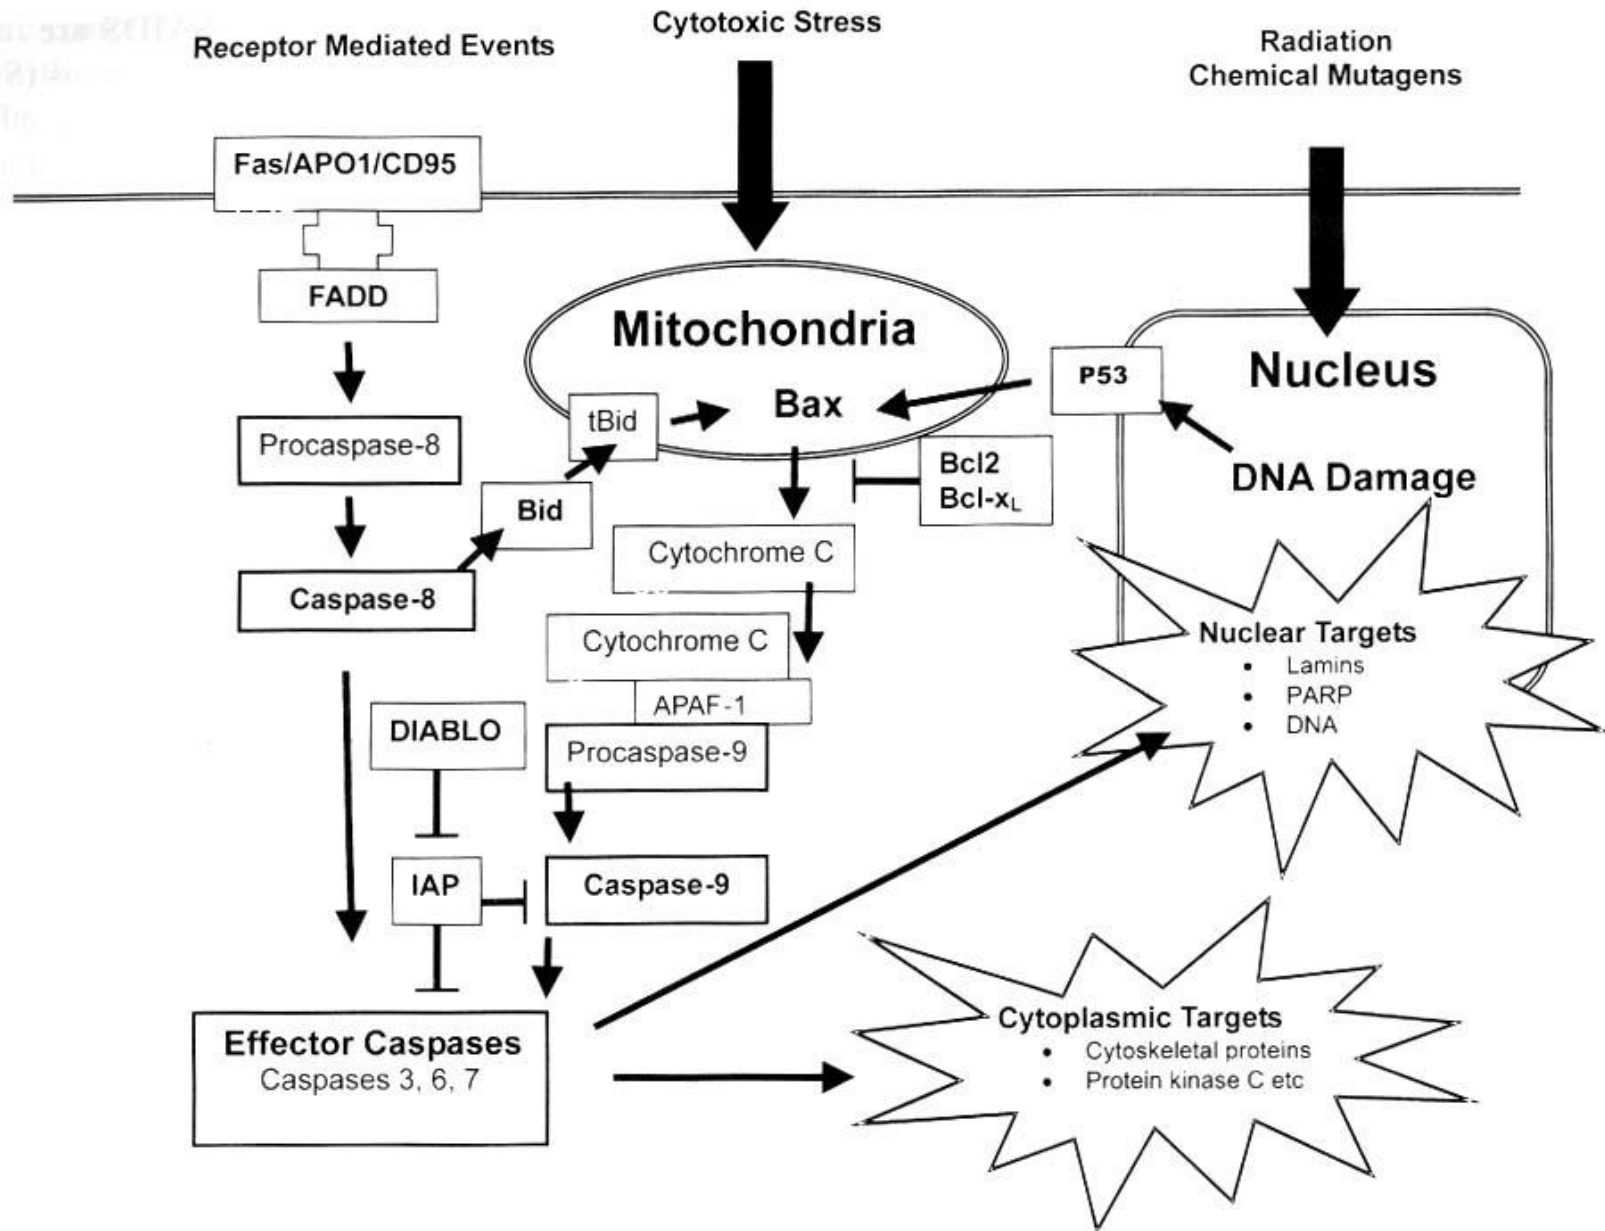 Receptor Mediated Events
Cytotoxic Stress
Radiation
Chemical Mutagens
Fas/APO1/CD95
FADD
Procaspase-8
Caspase-8
Bid
tBid
Mitochondria
Bax
P53
Nucleus
DNA Damage
Bcl2
Bcl-xL
Cytochrome C
Cytochrome C
APAF-1
Procaspase-9
DIABLO
IAP
Caspase-9
Effector Caspases
Caspases 3, 6, 7
Nuclear Targets
• Lamins
• PARP
• DNA
Cytoplasmic Targets
• Cytoskeletal proteins
• Protein kinase C etc